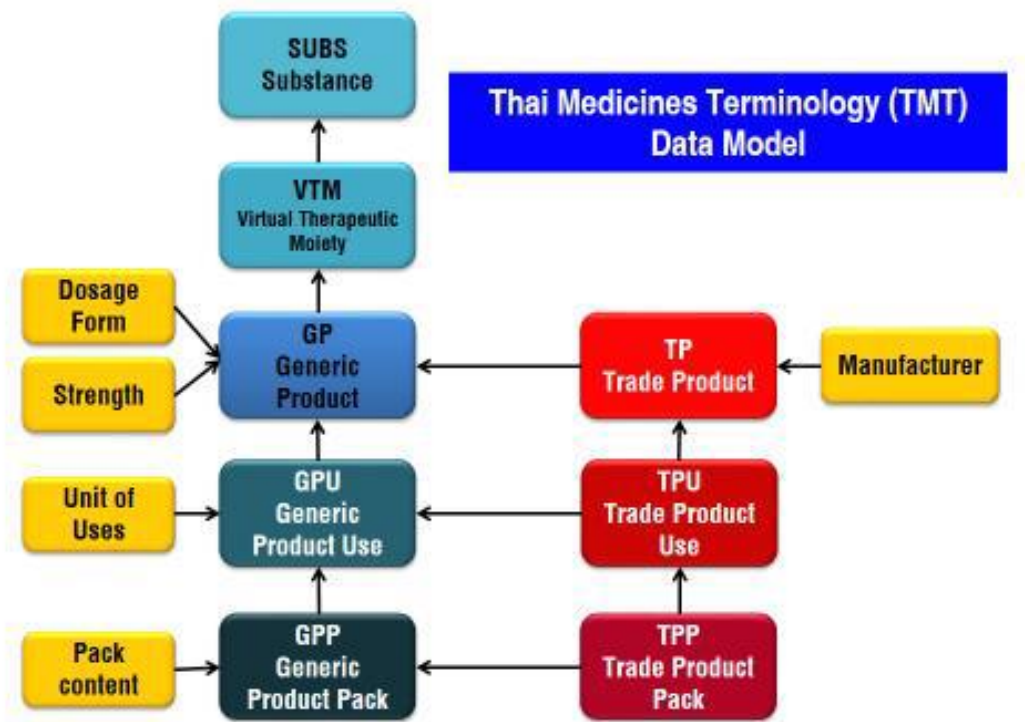 SUBS
Substance
Thai Medicines Terminology (TMT)
Data Model
VTM
Virtual Therapeutic
Moiety
Dosage
Form
Strength
GP
Generic
Product
TP
Trade Product
Manufacturer
Unit of
Uses
GPU
Generic
Product Use
TPU
Trade Product
Use
Pack
content
GPP
Generic
Product Pack
TPP
Trade Product
Pack